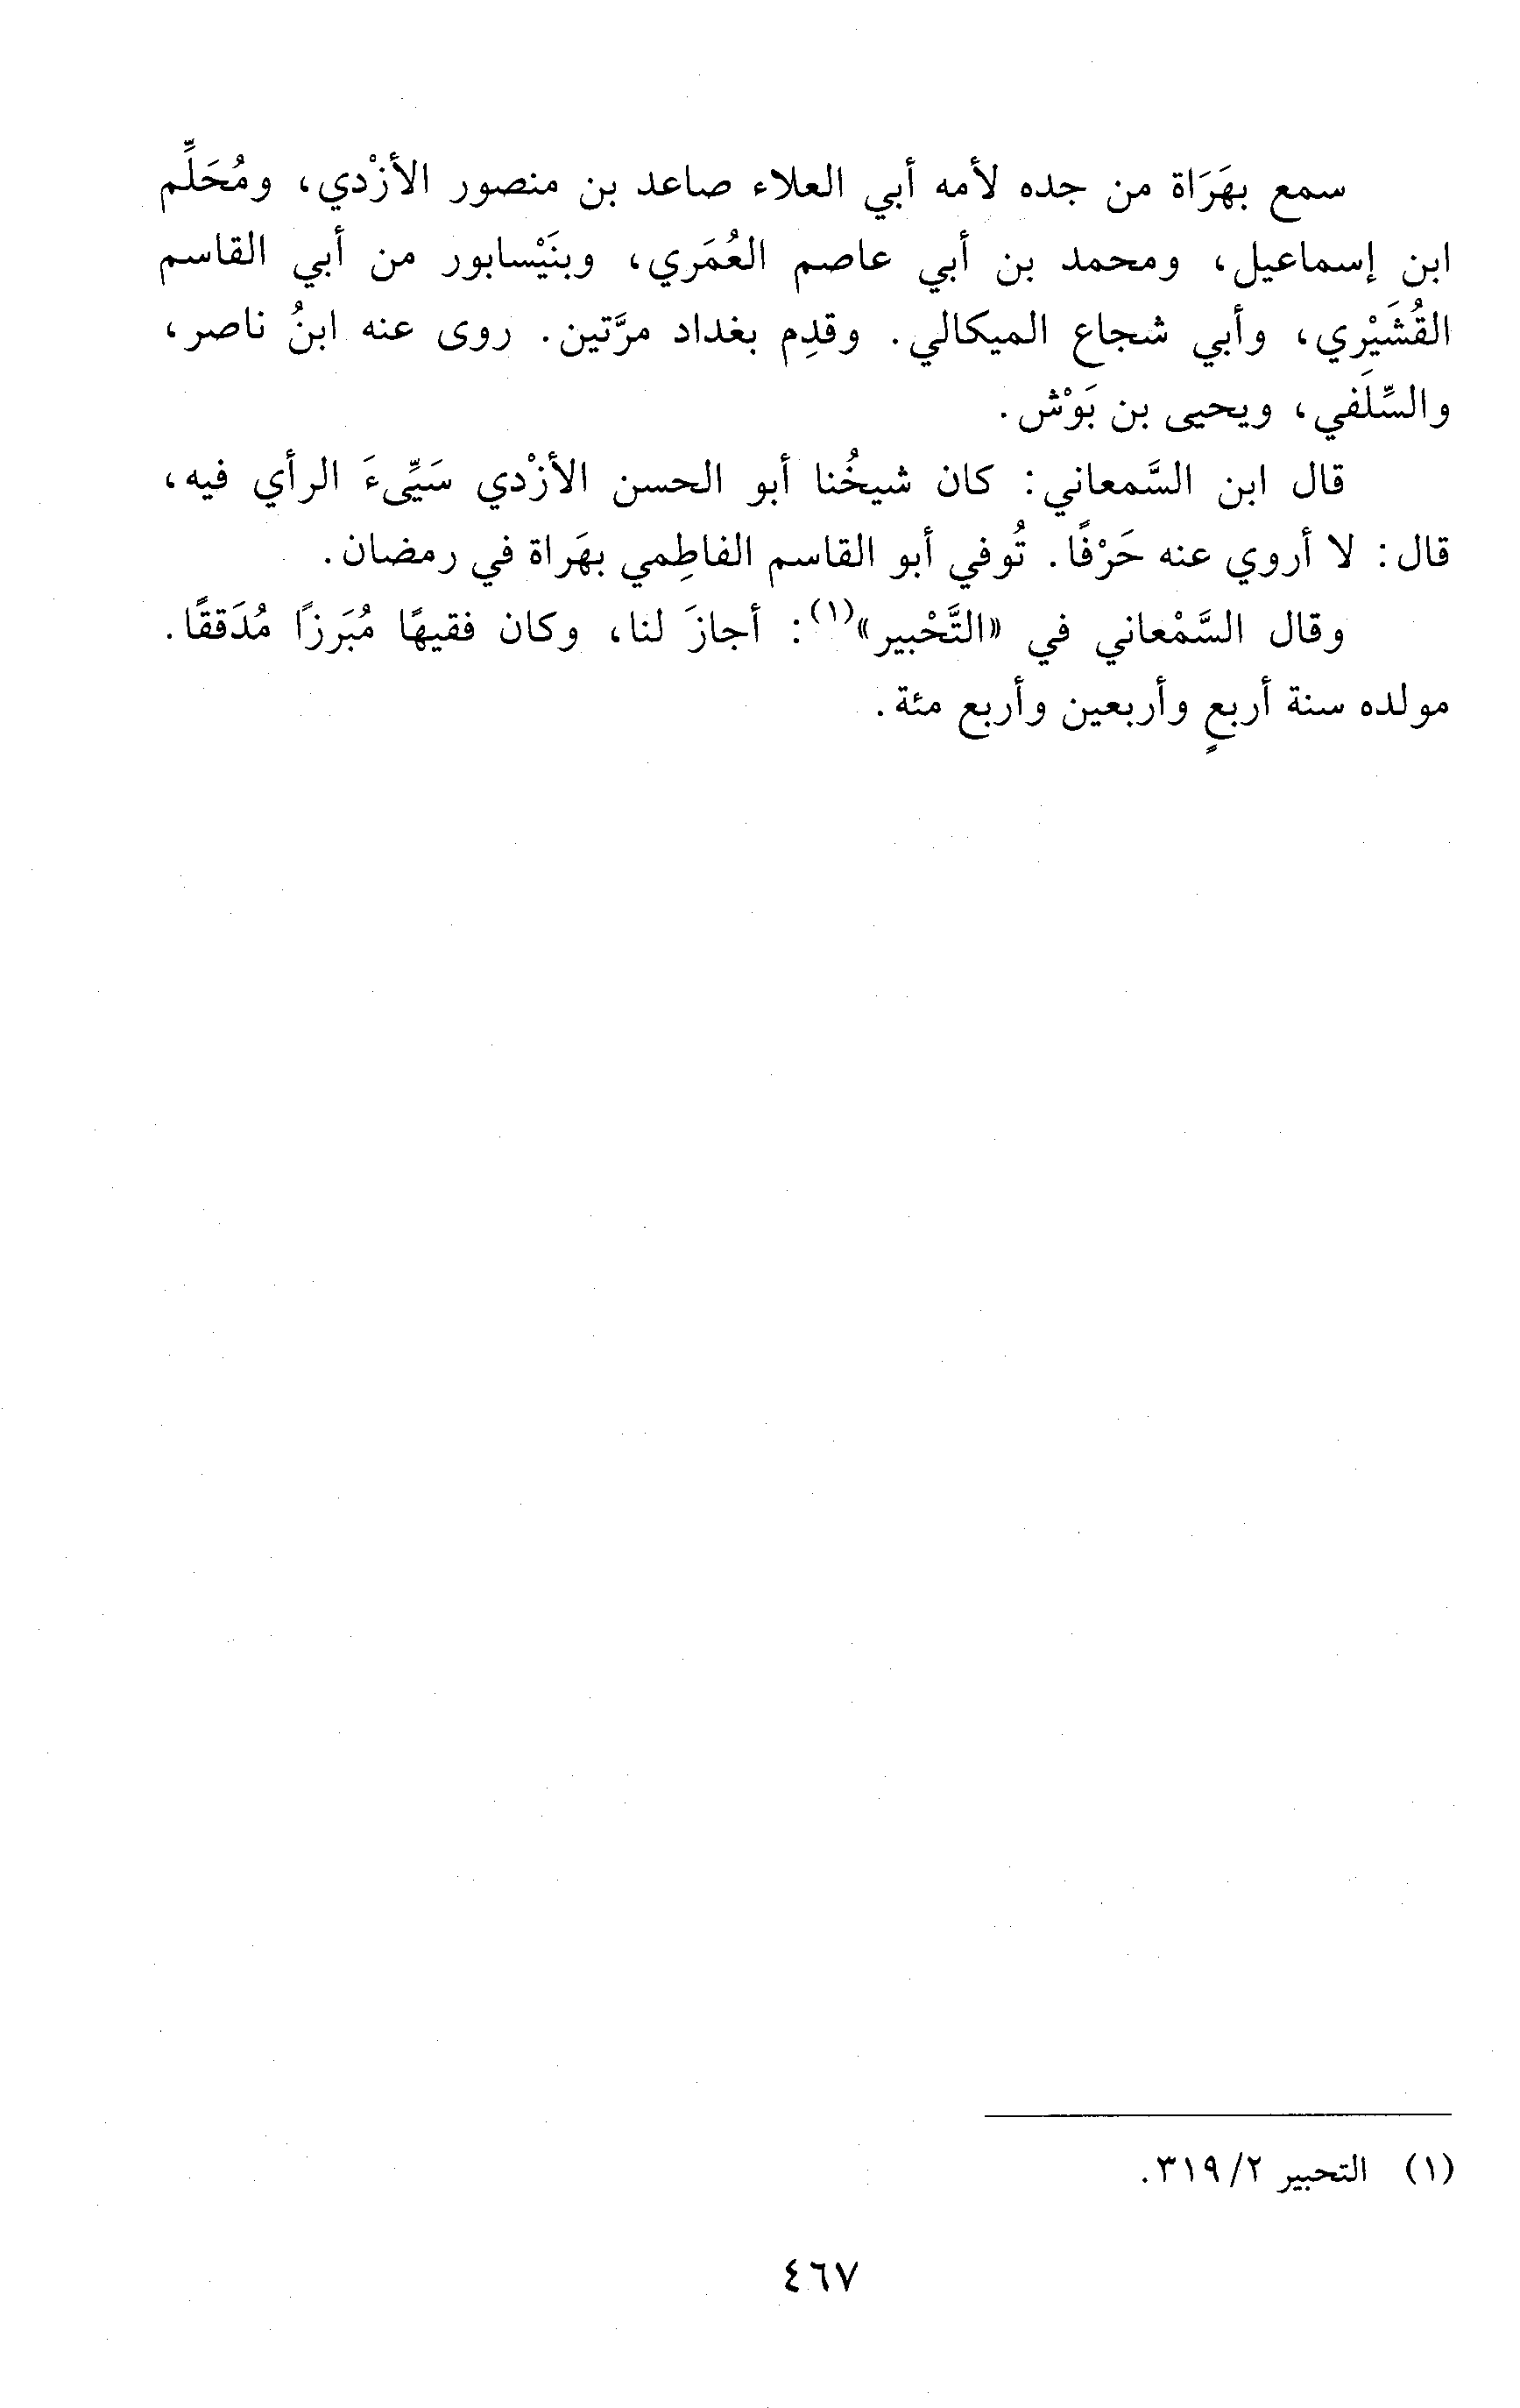 سمع بهَرَاة من جده لأمه أبي العلاء صاعد بن منصور الأزْدي، ومُحَلِّم
ابن إسماعيل، ومحمد بن أبي عاصم العُمَري، وبنَيْسابور من أبي القاسم
القُشَيْري، وأبي شجاع الميكالي. وقدِم بغداد مرَّتين. روى عنه ابنُ ناصر،
والسِّلَفي، ويحيى بن بَوْش.
قال ابن السَّمعاني: كان شيخُنا أبو الحسن الأزْدي سَيِّىءَ الرأي فيه،
قال: لا أروي عنه حَرْفًا. تُوفي أبو القاسم الفاطِمي بهَراة في رمضان.
وقال السَّمْعاني في «التَّحْبير»(١): أجازَ لنا، وكان فقيهًا مُبَرزًا مُدَققًا.
مولده سنة أربعٍ وأربعين وأربع مئة.
(١) التحبير ٢/ ٣١٩.
٤٦٧